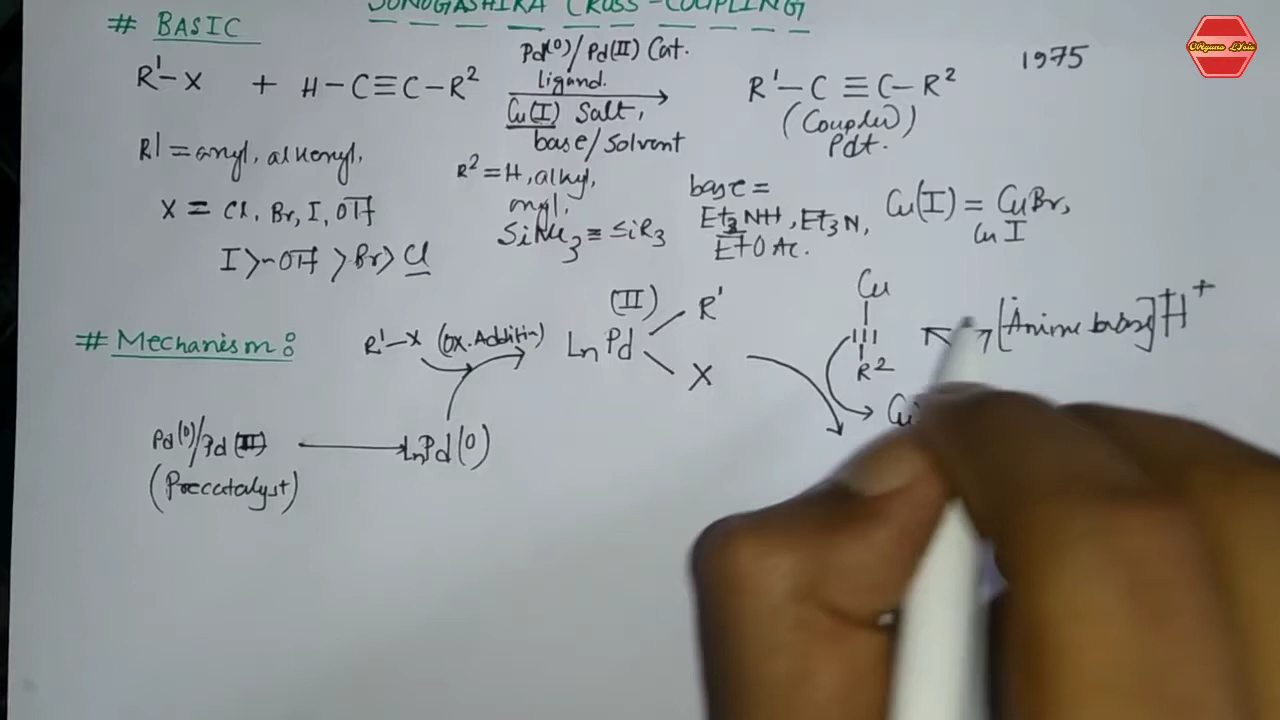 SONOGASHIRA CROSS-COUPLING
# BASIC
1975
R¹–X + H–C≡C–R²
Pd(0)/Pd(II) Cat.
ligand.
Cu(I) Salt,
base/Solvent
R¹–C≡C–R²
(Coupled)
Pdt.
R¹ = aryl, alkenyl,
X = Cl, Br, I, OTf
I > -OTf > Br > Cl
R² = H, alkyl,
aryl,
SiMe3 ≡ SiR3
base =
Et2NH, Et3N,
EtOAc.
Cu(I) = CuBr,
CuI
# Mechanism :
R¹–X (ox. Addition)
(II)
LnPd
R¹
X
Cu
|||
R²
[Amine base]H+
Cu
Pd(0)/Pd(II)
(Precatalyst)
LnPd(0)